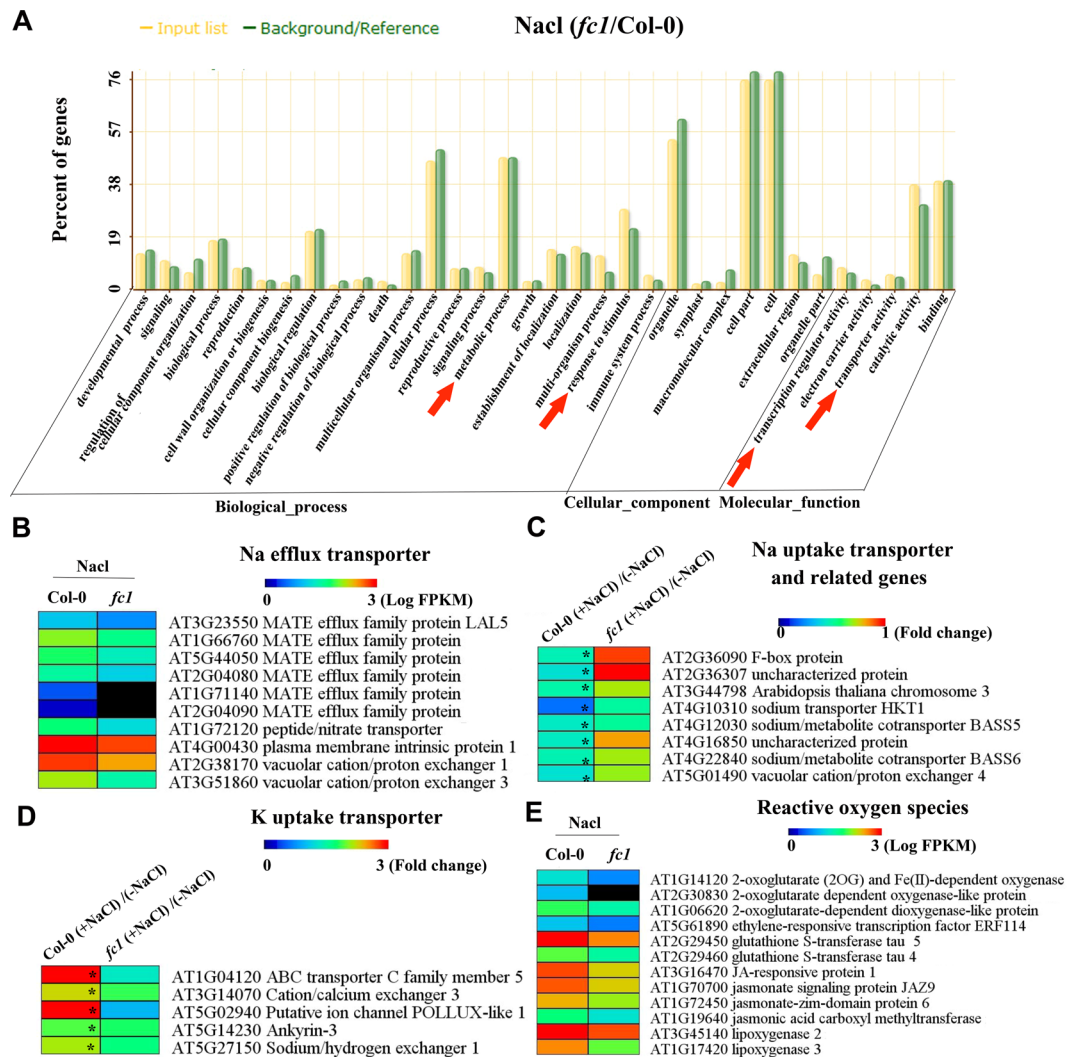 A
Input list
Background/Reference
Nacl (fc1/Col-0)
Percent of genes
76
57
38
19
0
developmental process
signaling
regulation of
cellular component organization
biological process
reproduction
cell wall organization or biogenesis
cellular component biogenesis
biological regulation
positive regulation of biological process
negative regulation of biological process
death
multicellular organismal process
cellular process
reproductive process
signaling process
metabolic process
growth
establishment of localization
localization
multi-organism process
response to stimulus
immune system process
organelle
symplast
macromolecular complex
cell part
cell
extracellular region
organelle part
transcription regulator activity
electron carrier activity
transporter activity
catalytic activity
binding
Biological_process
Cellular_component
Molecular_function
B
Na efflux transporter
Nacl
Col-0 fc1
0 3 (Log FPKM)
AT3G23550 MATE efflux family protein LAL5
AT1G66760 MATE efflux family protein
AT5G44050 MATE efflux family protein
AT2G04080 MATE efflux family protein
AT1G71140 MATE efflux family protein
AT2G04090 MATE efflux family protein
AT1G72120 peptide/nitrate transporter
AT4G00430 plasma membrane intrinsic protein 1
AT2G38170 vacuolar cation/proton exchanger 1
AT3G51860 vacuolar cation/proton exchanger 3
C
Na uptake transporter
and related genes
Col-0 (+NaCl) /(-NaCl)
fc1 (+NaCl) /(-NaCl)
0 1 (Fold change)
* AT2G36090 F-box protein
* AT2G36307 uncharacterized protein
* AT3G44798 Arabidopsis thaliana chromosome 3
* AT4G10310 sodium transporter HKT1
* AT4G12030 sodium/metabolite cotransporter BASS5
* AT4G16850 uncharacterized protein
* AT4G22840 sodium/metabolite cotransporter BASS6
* AT5G01490 vacuolar cation/proton exchanger 4
D
K uptake transporter
0 3 (Fold change)
Col-0 (+NaCl) /(-NaCl)
fc1 (+NaCl) /(-NaCl)
* AT1G04120 ABC transporter C family member 5
* AT3G14070 Cation/calcium exchanger 3
* AT5G02940 Putative ion channel POLLUX-like 1
* AT5G14230 Ankyrin-3
* AT5G27150 Sodium/hydrogen exchanger 1
E
Reactive oxygen species
Nacl
Col-0 fc1
0 3 (Log FPKM)
AT1G14120 2-oxoglutarate (2OG) and Fe(II)-dependent oxygenase
AT2G30830 2-oxoglutarate dependent oxygenase-like protein
AT1G06620 2-oxoglutarate-dependent dioxygenase-like protein
AT5G61890 ethylene-responsive transcription factor ERF114
AT2G29450 glutathione S-transferase tau 5
AT2G29460 glutathione S-transferase tau 4
AT3G16470 JA-responsive protein 1
AT1G70700 jasmonate signaling protein JAZ9
AT1G72450 jasmonate-zim-domain protein 6
AT1G19640 jasmonic acid carboxyl methyltransferase
AT3G45140 lipoxygenase 2
AT1G17420 lipoxygenase 3